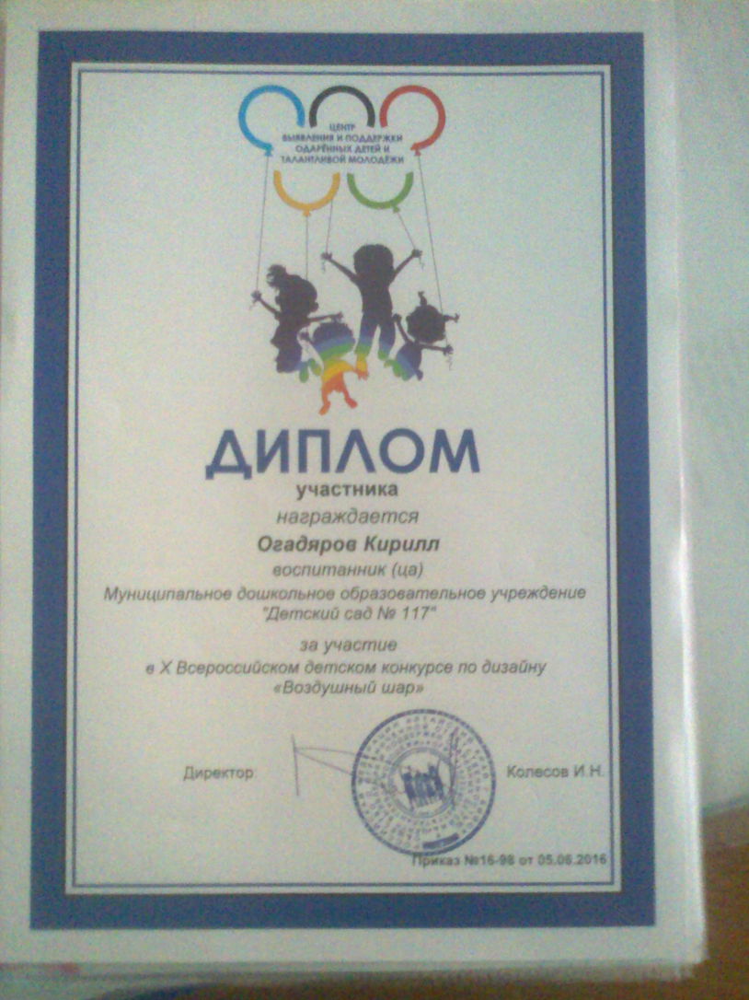 ЦЕНТР
ВЫЯВЛЕНИЯ И ПОДДЕРЖКИ
ОДАРЁННЫХ ДЕТЕЙ И
ТАЛАНТЛИВОЙ МОЛОДЁЖИ
ДИПЛОМ
участника
награждается
Огадяров Кирилл
воспитанник (ца)
Муниципальное дошкольное образовательное учреждение
"Детский сад № 117"
за участие
в X Всероссийском детском конкурсе по дизайну
«Воздушный шар»
Директор:
Колесов И.Н.
Приказ №16-98 от 05.06.2016